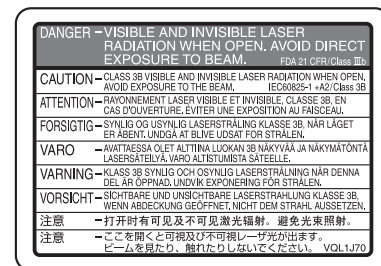 DANGER – VISIBLE AND INVISIBLE LASER
RADIATION WHEN OPEN. AVOID DIRECT
EXPOSURE TO BEAM. FDA 21 CFR/Class IIIb
CAUTION – CLASS 3B VISIBLE AND INVISIBLE LASER RADIATION WHEN OPEN.
AVOID EXPOSURE TO THE BEAM. IEC60825-1 +A2/Class 3B
ATTENTION – RAYONNEMENT LASER VISIBLE ET INVISIBLE, CLASSE 3B, EN
CAS D'OUVERTURE. ÉVITER UNE EXPOSITION AU FAISCEAU.
FORSIGTIG – SYNLIG OG USYNLIG LASERSTRÅLING KLASSE 3B, NÅR LÅGET
ER ÅBENT. UNDGÅ AT BLIVE UDSAT FOR STRÅLEN.
VARO – AVATTAESSA OLET ALTTIINA LUOKAN 3B NÄKYVÄÄ JA NÄKYMÄTÖNTÄ
LASERSÄTEILYÄ. VARO ALTISTUMISTA SÄTEELLE.
VARNING – KLASS 3B SYNLIG OCH OSYNLIG LASERSTRÅLNING NÄR DENNA
DEL ÄR ÖPPNAD. UNDVIK EXPONERING FÖR STRÅLEN.
VORSICHT – SICHTBARE UND UNSICHTBARE LASERSTRAHLUNG KLASSE 3B,
WENN ABDECKUNG GEÖFFNET, NICHT DEM STRAHL AUSSETZEN.
注意 – 打开时有可见及不可见激光辐射。避免光束照射。
注意 – ここを開くと可視及び不可視レーザ光が出ます。
ビームを見たり、触れたりしないでください。 VQL1J70